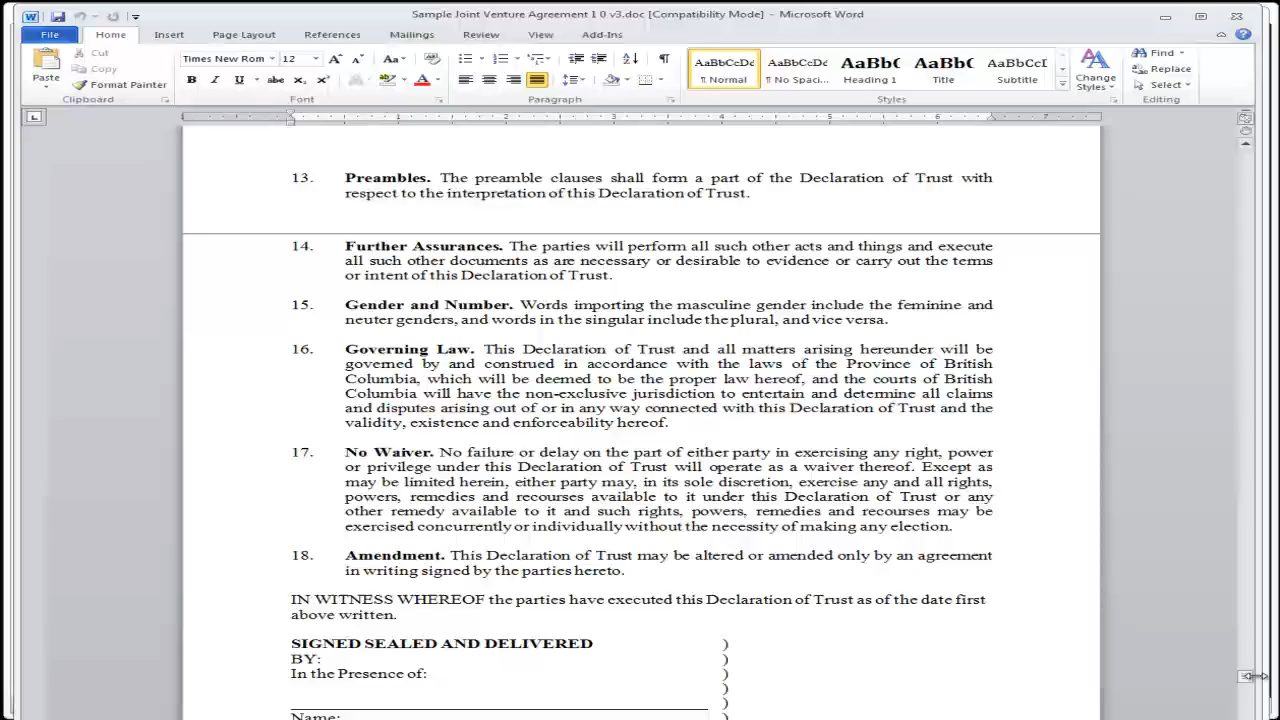 Sample Joint Venture Agreement 1 0 v3.doc [Compatibility Mode] - Microsoft Word
File Home Insert Page Layout References Mailings Review View Add-Ins
Paste
Cut
Copy
Format Painter
Clipboard
Times New Rom 12
B I U abc x₂ x² Aa A
Font
Paragraph
AaBbCcDd AaBbCcDd AaBbC AaBbC AaBbCcI
¶ Normal ¶ No Spaci... Heading 1 Title Subtitle
Change Styles
Styles
Find
Replace
Select
Editing
1 2 3 4 5 6 7
13. Preambles. The preamble clauses shall form a part of the Declaration of Trust with
respect to the interpretation of this Declaration of Trust.
14. Further Assurances. The parties will perform all such other acts and things and execute
all such other documents as are necessary or desirable to evidence or carry out the terms
or intent of this Declaration of Trust.
15. Gender and Number. Words importing the masculine gender include the feminine and
neuter genders, and words in the singular include the plural, and vice versa.
16. Governing Law. This Declaration of Trust and all matters arising hereunder will be
governed by and construed in accordance with the laws of the Province of British
Columbia, which will be deemed to be the proper law hereof, and the courts of British
Columbia will have the non-exclusive jurisdiction to entertain and determine all claims
and disputes arising out of or in any way connected with this Declaration of Trust and the
validity, existence and enforceability hereof.
17. No Waiver. No failure or delay on the part of either party in exercising any right, power
or privilege under this Declaration of Trust will operate as a waiver thereof. Except as
may be limited herein, either party may, in its sole discretion, exercise any and all rights,
powers, remedies and recourses available to it under this Declaration of Trust or any
other remedy available to it and such rights, powers, remedies and recourses may be
exercised concurrently or individually without the necessity of making any election.
18. Amendment. This Declaration of Trust may be altered or amended only by an agreement
in writing signed by the parties hereto.
IN WITNESS WHEREOF the parties have executed this Declaration of Trust as of the date first
above written.
SIGNED SEALED AND DELIVERED )
BY: )
In the Presence of: )
)
)
Name: )